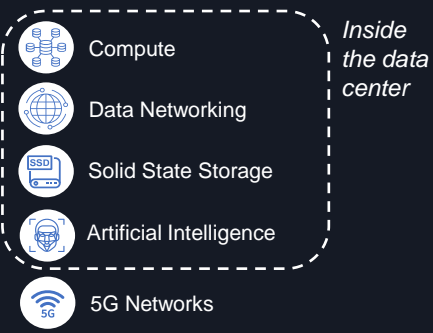 Compute
Inside
the data
center
Data Networking
SSD
Solid State Storage
Artificial Intelligence
5G
5G Networks